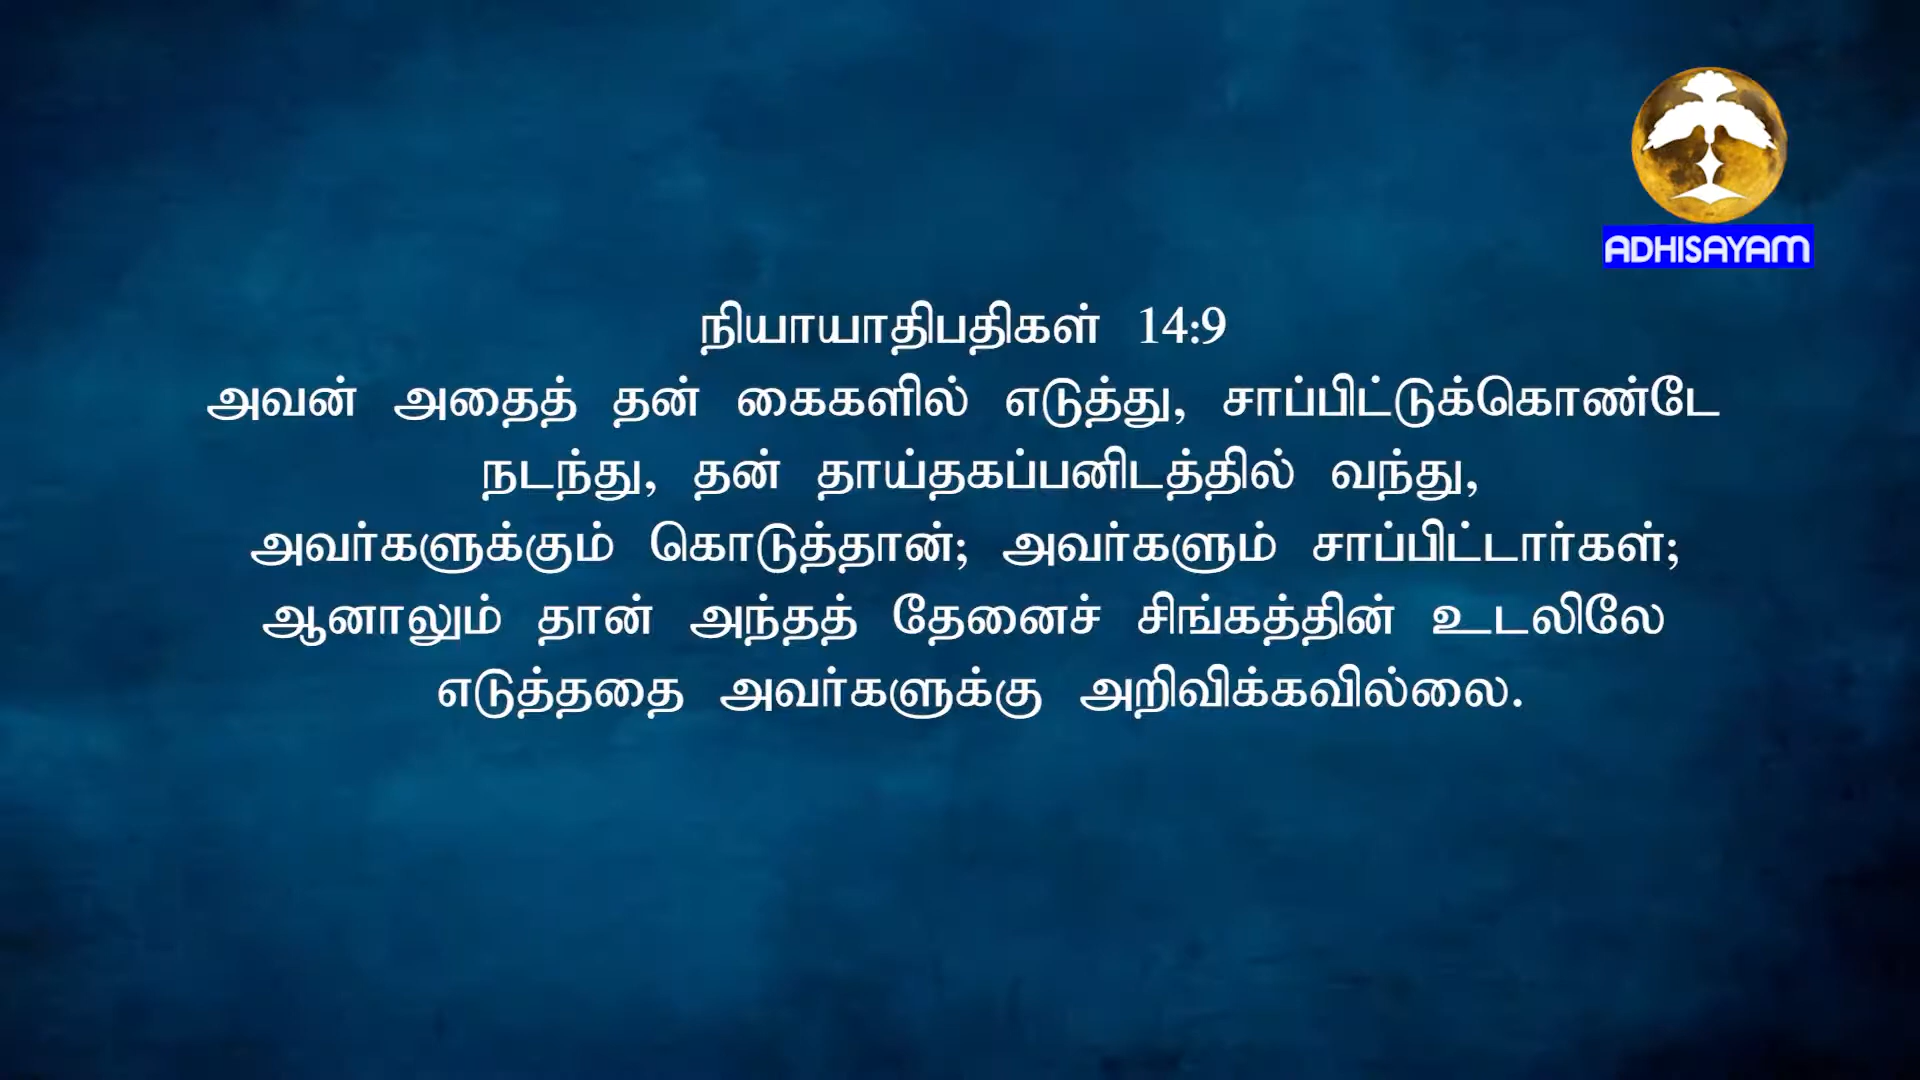 ADHISAYAM
நியாயாதிபதிகள் 14:9
அவன் அதைத் தன் கைகளில் எடுத்து, சாப்பிட்டுக்கொண்டே
நடந்து, தன் தாய்தகப்பனிடத்தில் வந்து,
அவர்களுக்கும் கொடுத்தான்; அவர்களும் சாப்பிட்டார்கள்;
ஆனாலும் தான் அந்தத் தேனைச் சிங்கத்தின் உடலிலே
எடுத்ததை அவர்களுக்கு அறிவிக்கவில்லை.